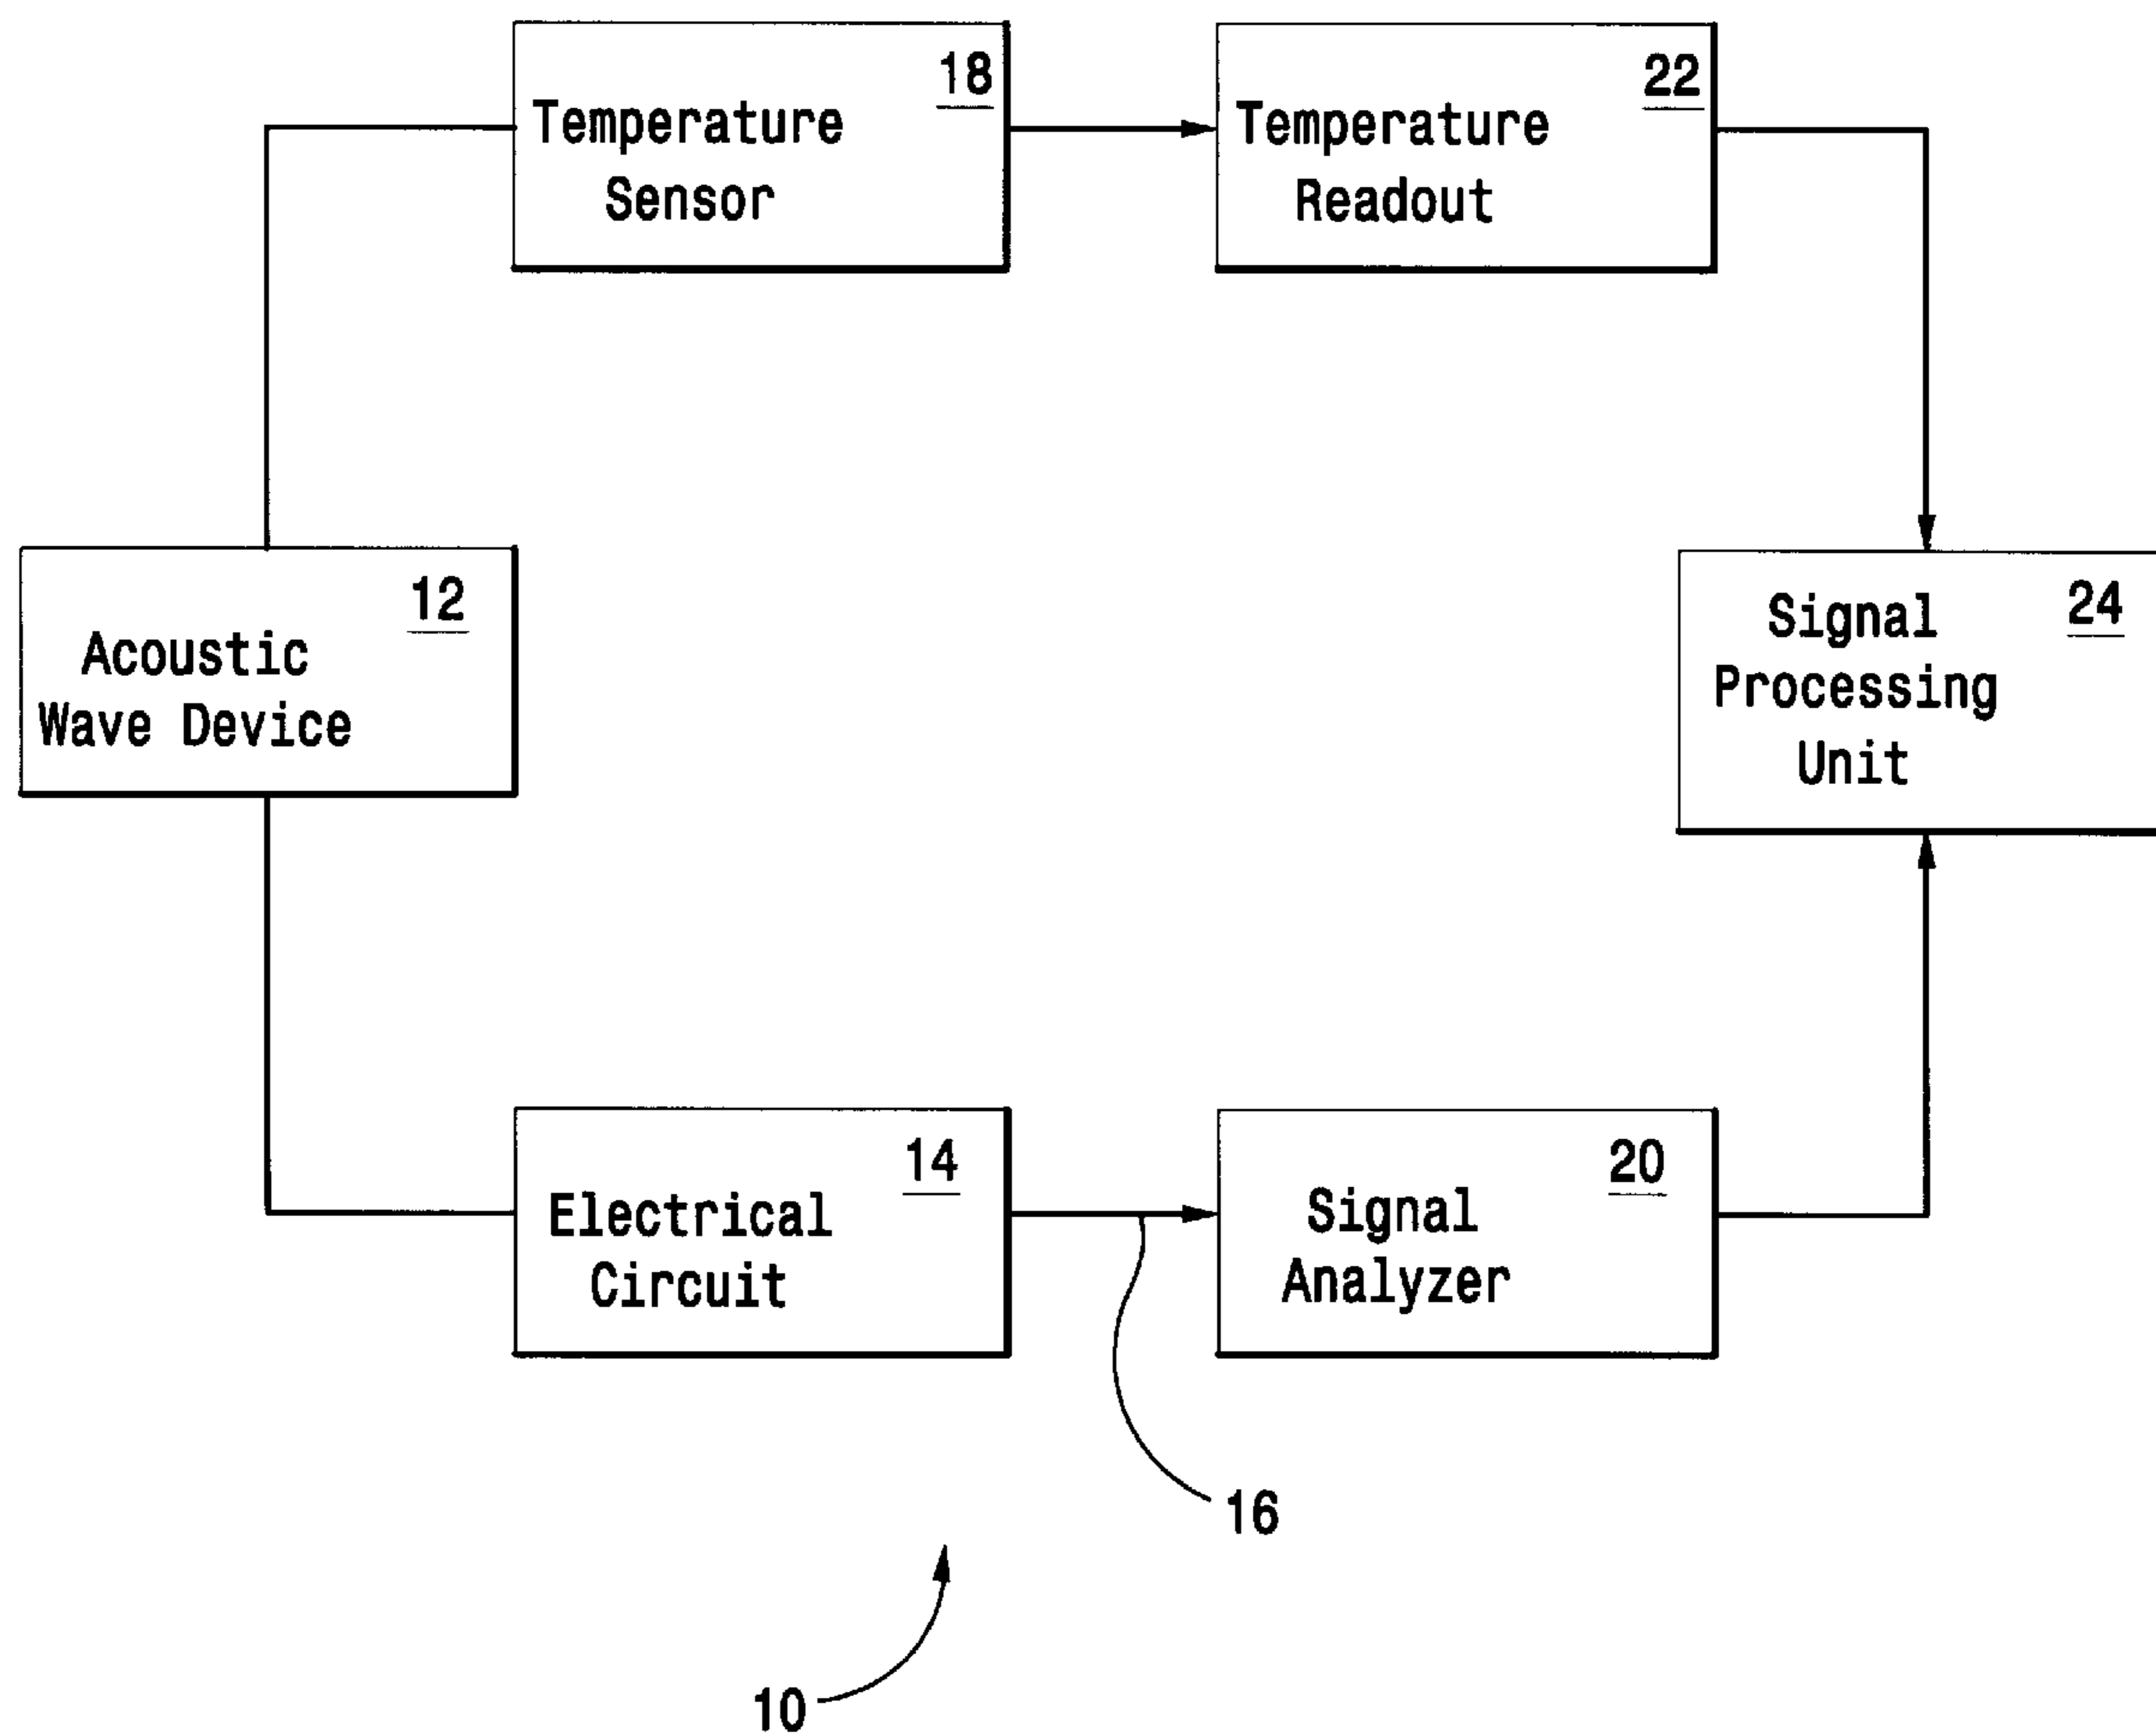 18
Temperature
Sensor
22
Temperature
Readout
12
Acoustic
Wave Device
24
Signal
Processing
Unit
14
Electrical
Circuit
20
Signal
Analyzer
16
10